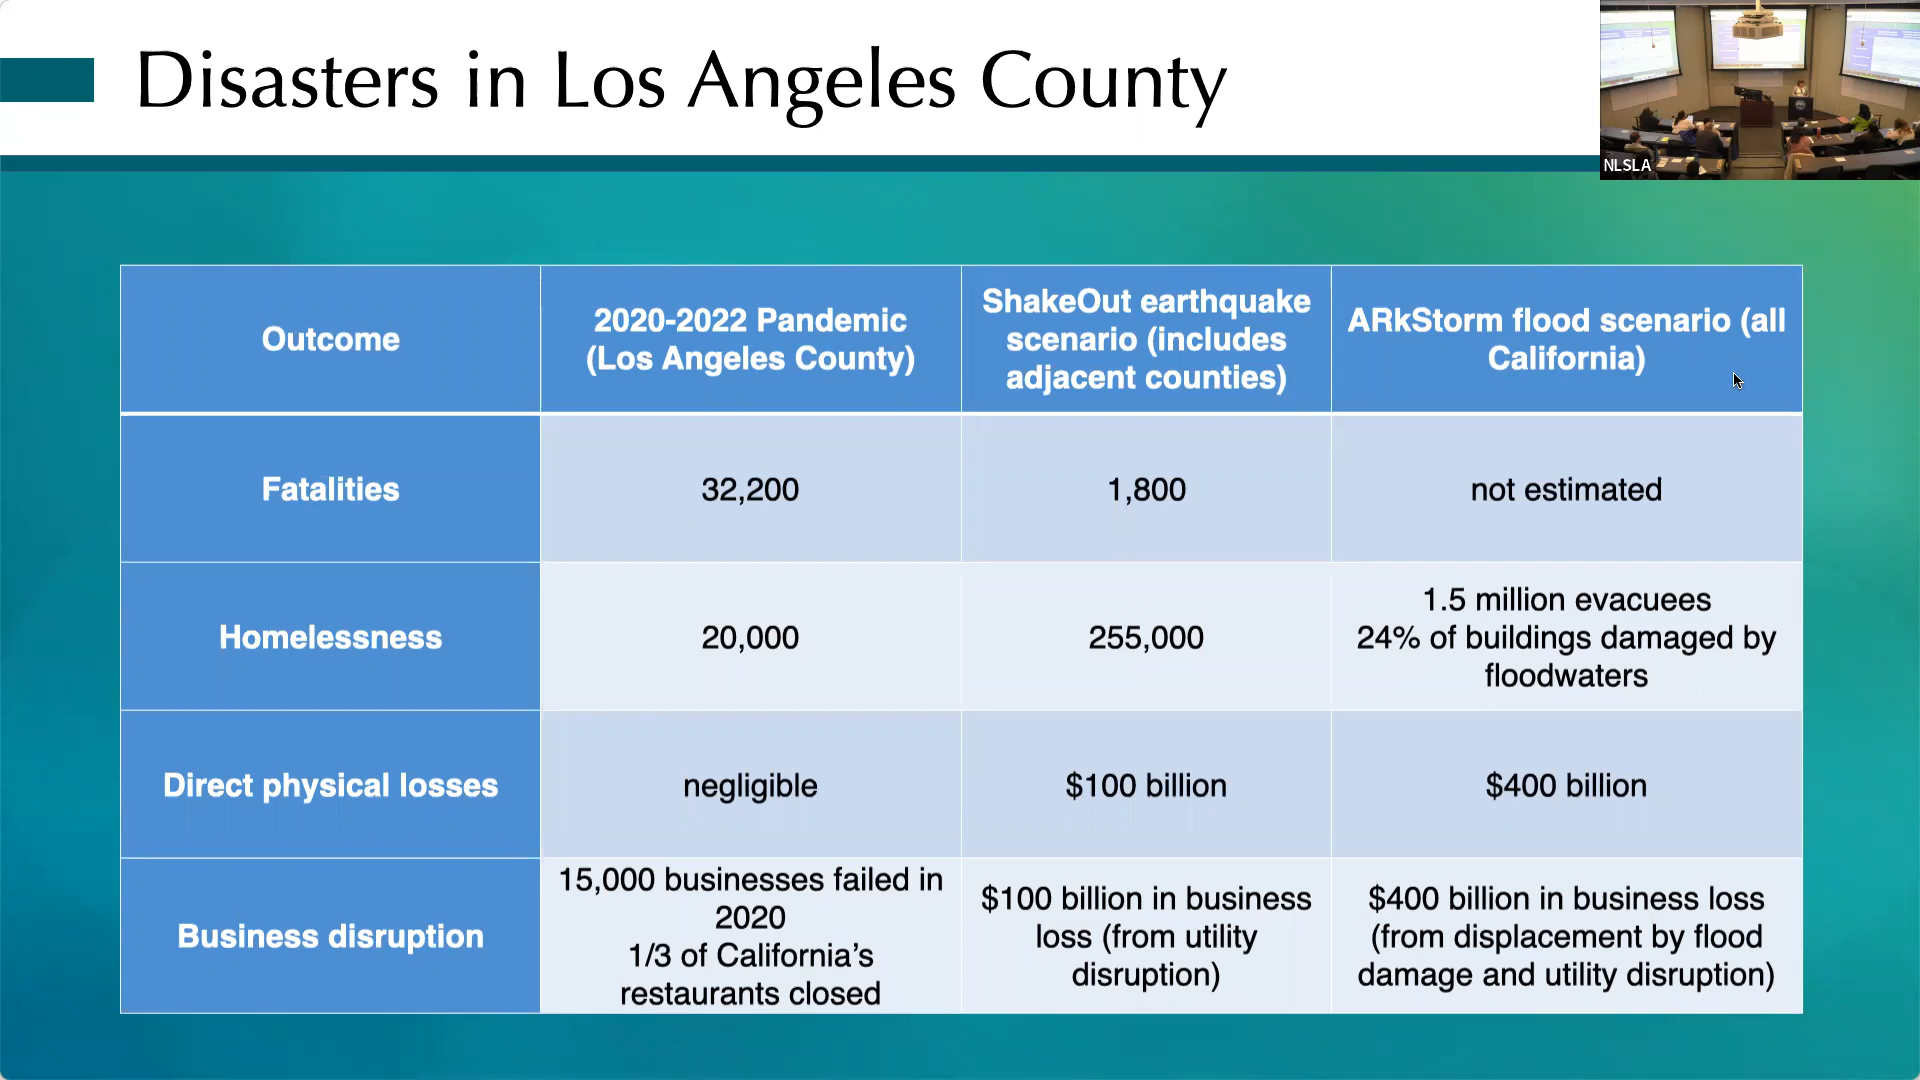 Disasters in Los Angeles County
NLSLA
Outcome
2020-2022 Pandemic
(Los Angeles County)
ShakeOut earthquake
scenario (includes
adjacent counties)
ARkStorm flood scenario (all
California)
Fatalities
32,200
1,800
not estimated
Homelessness
20,000
255,000
1.5 million evacuees
24% of buildings damaged by
floodwaters
Direct physical losses
negligible
$100 billion
$400 billion
Business disruption
15,000 businesses failed in
2020
1/3 of California’s
restaurants closed
$100 billion in business
loss (from utility
disruption)
$400 billion in business loss
(from displacement by flood
damage and utility disruption)